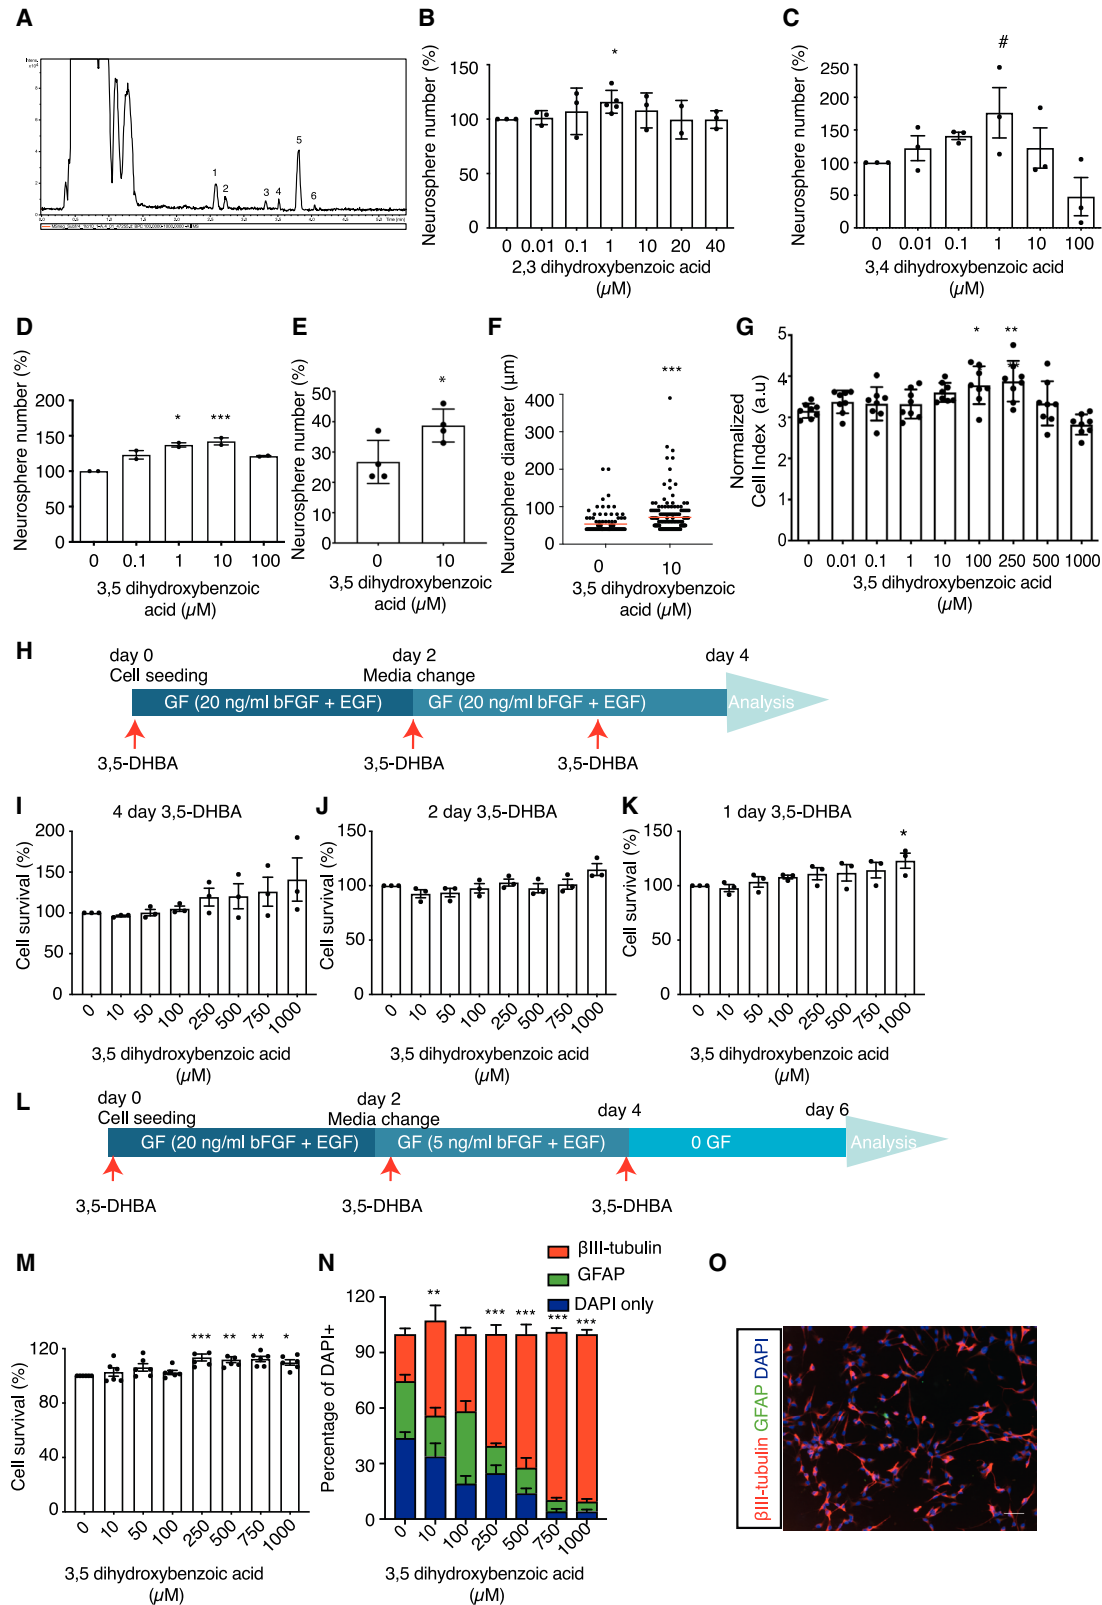 A
Intens.
1
2
3
4
5
6
Time [min]
B
Neurosphere number (%)
150
100
50
0
*
0 0.01 0.1 1 10 20 40
2,3 dihydroxybenzoic acid
(µM)
C
Neurosphere number (%)
250
200
150
100
50
0
#
0 0.01 0.1 1 10 100
3,4 dihydroxybenzoic acid
(µM)
D
Neurosphere number (%)
200
150
100
50
0
* ***
0 0.1 1 10 100
3,5 dihydroxybenzoic
acid (µM)
E
Neurosphere number (%)
50
40
30
20
10
0
*
0 10
3,5 dihydroxybenzoic
acid (µM)
F
Neurosphere diameter (µm)
400
300
200
100
0
***
0 10
3,5 dihydroxybenzoic
acid (µM)
G
Normalized
Cell Index (a.u)
5
4
3
2
1
0
* **
0 0.01 0.1 1 10 100 250 500 1000
3,5 dihydroxybenzoic acid
(µM)
H
day 0 day 2 day 4
Cell seeding Media change
GF (20 ng/ml bFGF + EGF) GF (20 ng/ml bFGF + EGF) Analysis
3,5-DHBA 3,5-DHBA 3,5-DHBA
I
4 day 3,5-DHBA
Cell survival (%)
200
150
100
50
0
0 10 50 100 250 500 750 1000
3,5 dihydroxybenzoic acid
(µM)
J
2 day 3,5-DHBA
Cell survival (%)
150
100
50
0
0 10 50 100 250 500 750 1000
3,5 dihydroxybenzoic acid
(µM)
K
1 day 3,5-DHBA
Cell survival (%)
150
100
50
0
*
0 10 50 100 250 500 750 1000
3,5 dihydroxybenzoic acid
(µM)
L
day 0 day 2 day 4 day 6
Cell seeding Media change
GF (20 ng/ml bFGF + EGF) GF (5 ng/ml bFGF + EGF) 0 GF Analysis
3,5-DHBA 3,5-DHBA 3,5-DHBA
M
Cell survival (%)
120
80
40
0
*** ** ** *
0 10 50 100 250 500 750 1000
3,5 dihydroxybenzoic acid
(µM)
N
βIII-tubulin
GFAP
DAPI only
Percentage of DAPI+
120
90
60
30
0
** *** *** *** ***
0 10 100 250 500 750 1000
3,5 dihydroxybenzoic acid
(µM)
O
βIII-tubulin GFAP DAPI